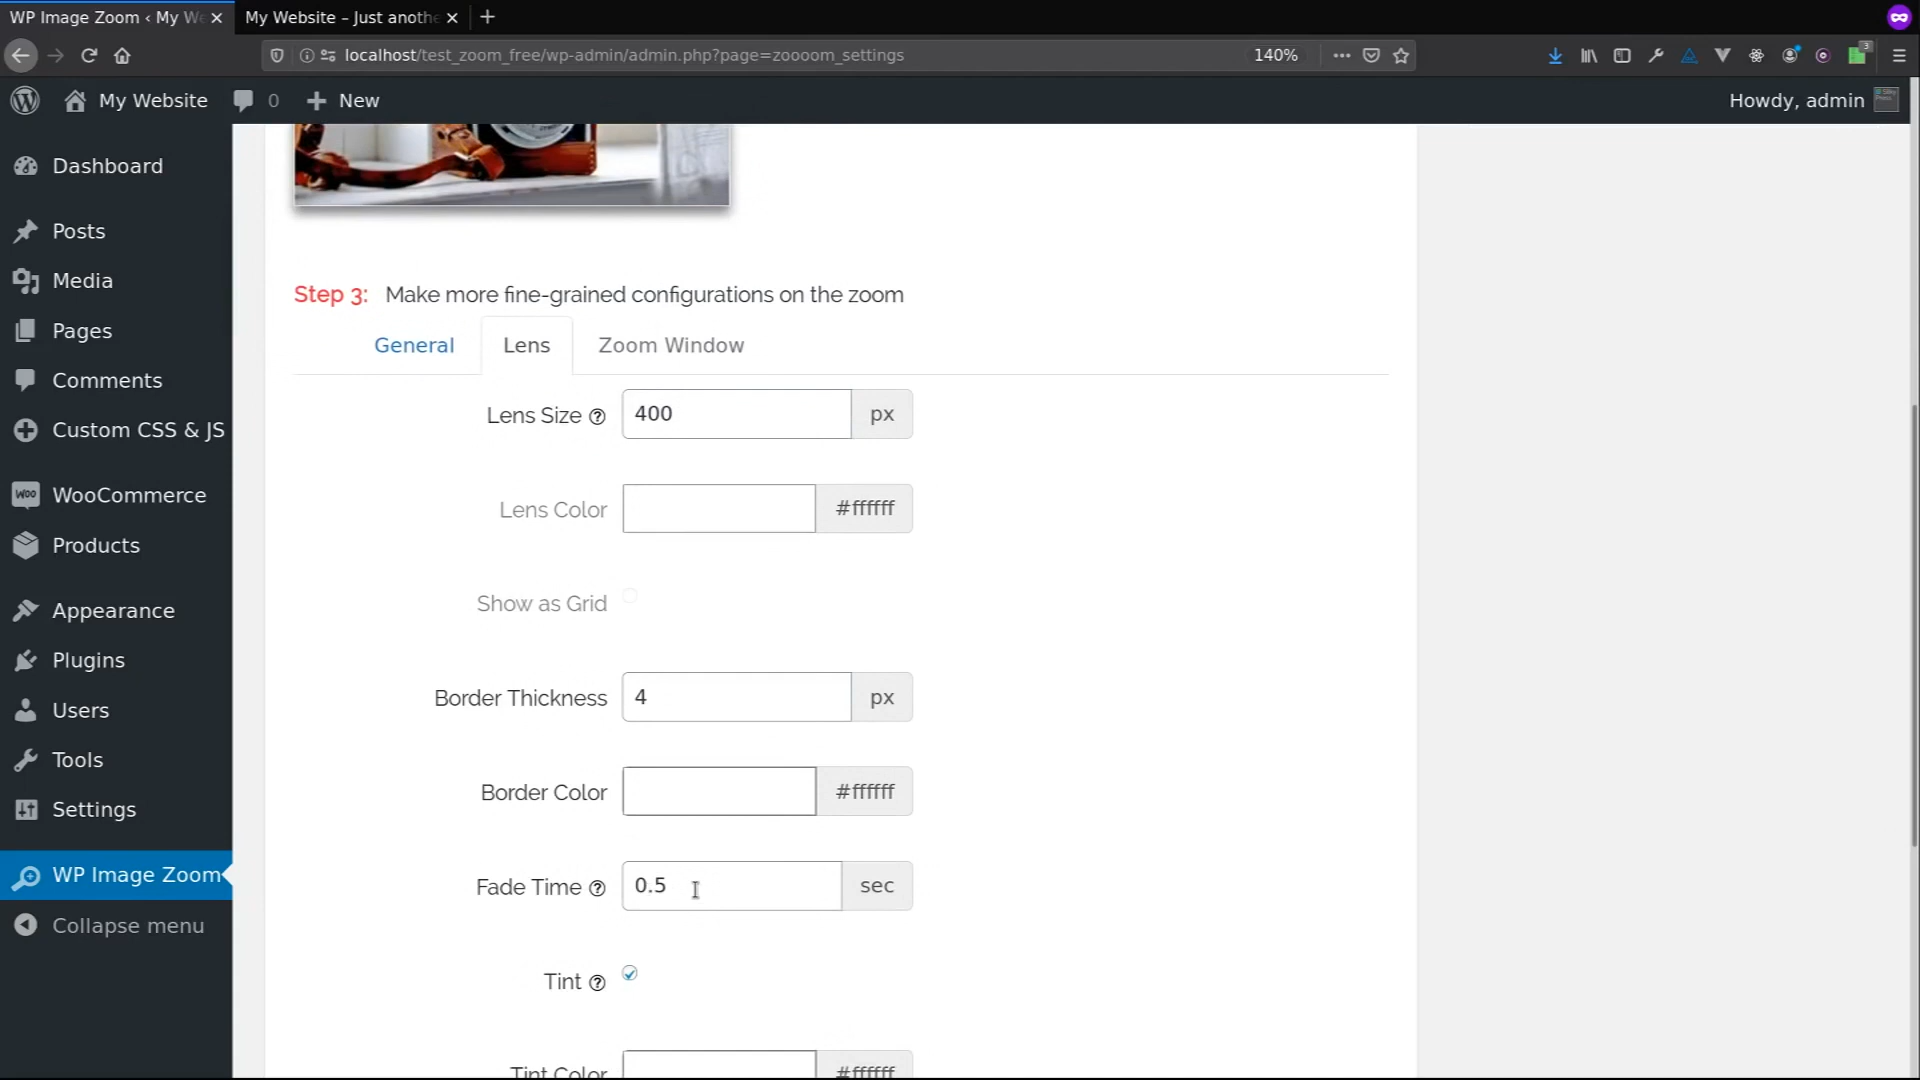 WP Image Zoom ‹ My We
My Website – Just anothe
localhost/test_zoom_free/wp-admin/admin.php?page=zoooom_settings
140%
3
My Website
0
New
Howdy, admin
Dashboard
Posts
Media
Pages
Comments
Custom CSS & JS
WooCommerce
Products
Appearance
Plugins
Users
Tools
Settings
WP Image Zoom
Collapse menu
Step 3: Make more fine-grained configurations on the zoom
General Lens Zoom Window
Lens Size 400 px
Lens Color #ffffff
Show as Grid
Border Thickness 4 px
Border Color #ffffff
Fade Time 0.5 sec
Tint
Tint Color #ffffff